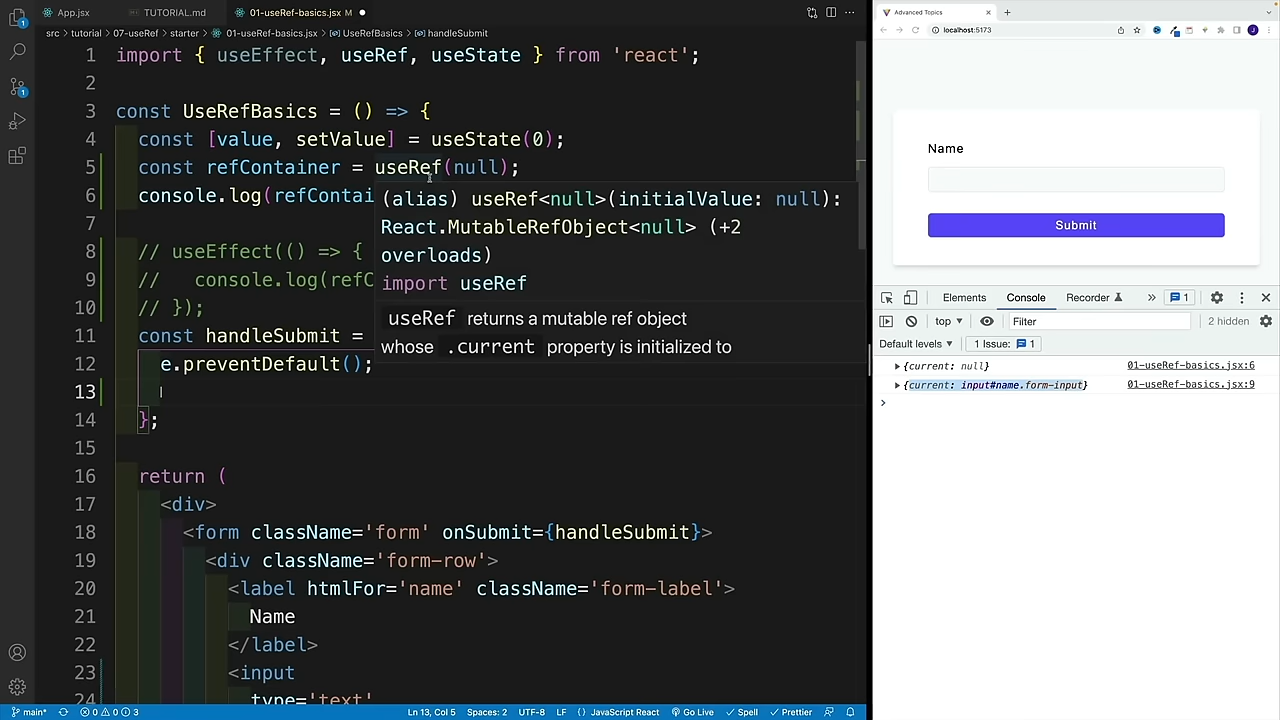 App.jsx
TUTORIAL.md
01-useRef-basics.jsx M
src > tutorial > 07-useRef > starter > basics.jsx > UseRefBasics > handleSubmit
1 import { useEffect, useRef, useState } from 'react';
2
3 const UseRefBasics = () => {
4 const [value, setValue] = useState(0);
5 const refContainer = useRef(null);
6 console.log(refContai
7
8 // useEffect(() => {
9 //   console.log(refC
10 // });
11 const handleSubmit =
12 e.preventDefault();
13
14 };
15
16 return (
17 <div>
18 <form className='form' onSubmit={handleSubmit}>
19 <div className='form-row'>
20 <label htmlFor='name' className='form-label'>
21 Name
22 </label>
23 <input
24 type='text'
(alias) useRef<null>(initialValue: null):
React.MutableRefObject<null> (+2
overloads)
import useRef
useRef returns a mutable ref object
whose .current property is initialized to
main*
0 0 3
Ln 13, Col 5
Spaces: 2
UTF-8
LF
{} JavaScript React
Go Live
Spell
Prettier
Advanced Topics
localhost:5173
J
Name
Submit
Elements
Console
Recorder
1
top
Filter
2 hidden
Default levels
1 Issue: 1
{current: null}
01-useRef-basics.jsx:6
{current: input#name.form-input}
01-useRef-basics.jsx:9